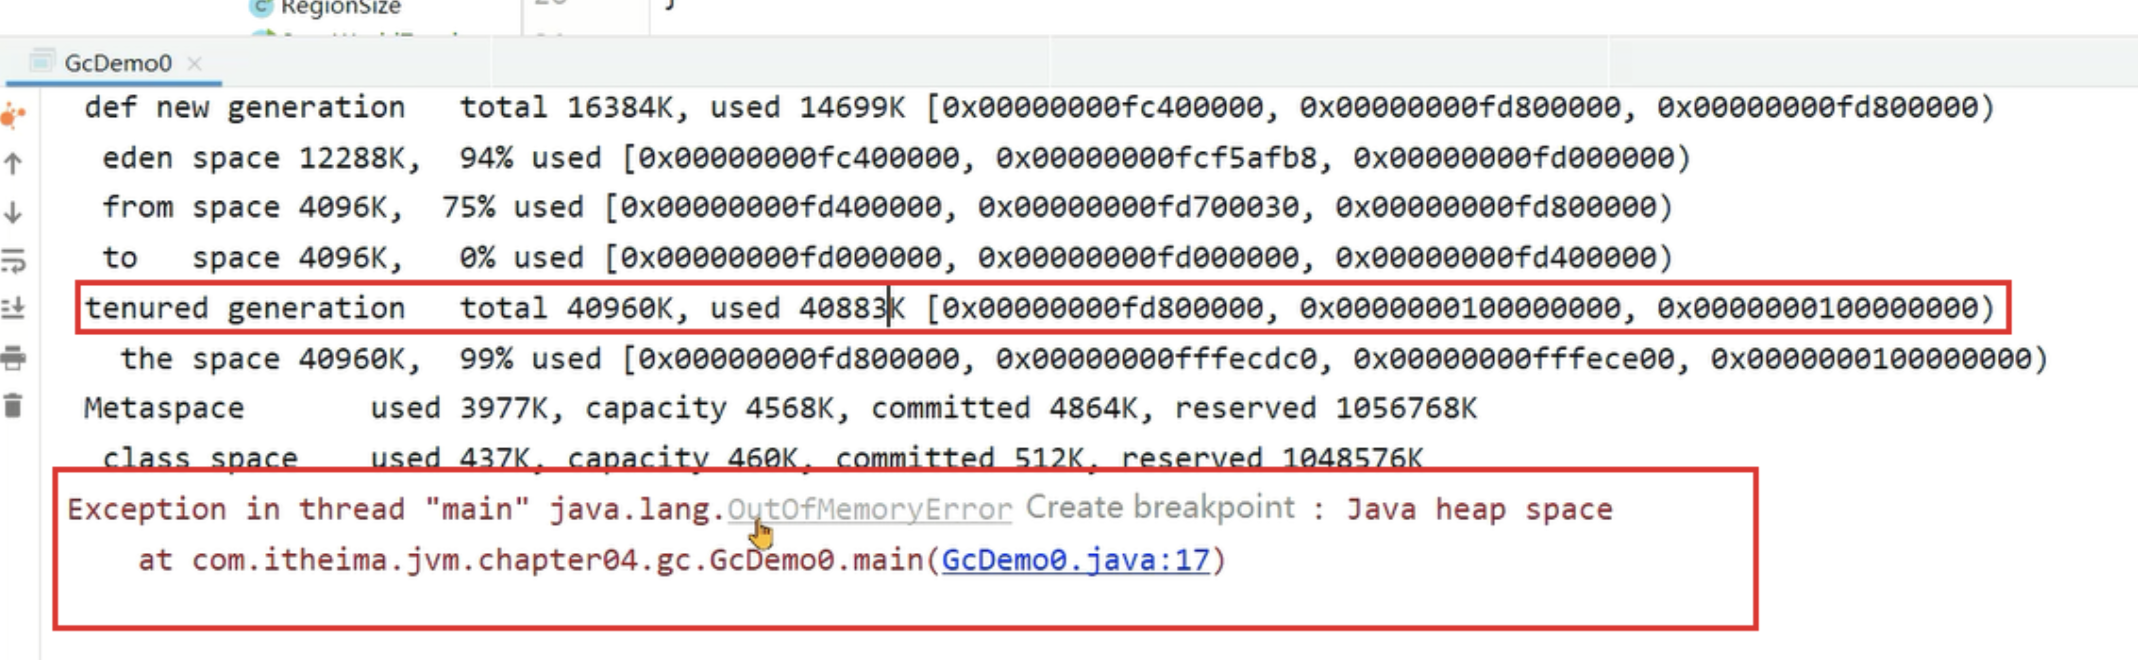 RegionSize
GcDemo0
def new generation   total 16384K, used 14699K [0x00000000fc400000, 0x00000000fd800000, 0x00000000fd800000)
eden space 12288K,  94% used [0x00000000fc400000, 0x00000000fcf5afb8, 0x00000000fd000000)
from space 4096K,  75% used [0x00000000fd400000, 0x00000000fd700030, 0x00000000fd800000)
to   space 4096K,   0% used [0x00000000fd000000, 0x00000000fd000000, 0x00000000fd400000)
tenured generation   total 40960K, used 40883K [0x00000000fd800000, 0x0000000100000000, 0x0000000100000000)
the space 40960K,  99% used [0x00000000fd800000, 0x00000000fffecdc0, 0x00000000fffece00, 0x0000000100000000)
Metaspace       used 3977K, capacity 4568K, committed 4864K, reserved 1056768K
class space    used 437K, capacity 460K, committed 512K, reserved 1048576K
Exception in thread "main" java.lang.OutOfMemoryError Create breakpoint : Java heap space
at com.itheima.jvm.chapter04.gc.GcDemo0.main(GcDemo0.java:17)